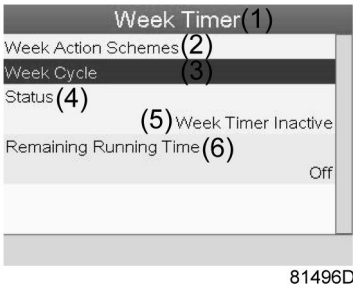 Week Timer(1)
Week Action Schemes(2)
Week Cycle (3)
Status(4)
(5) Week Timer Inactive
Remaining Running Time(6)
Off
81496D